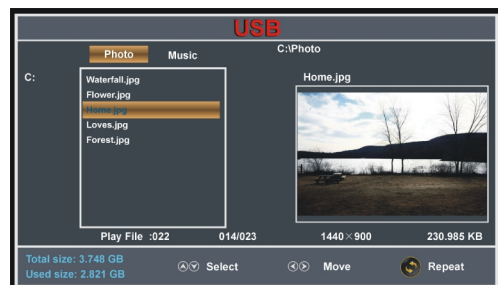 USB
Photo Music C:\Photo
C: Home.jpg
Waterfall.jpg
Flower.jpg
Home.jpg
Loves.jpg
Forest.jpg
Play File :022 014/023 1440×900 230.985 KB
Total size: 3.748 GB
Used size: 2.821 GB
Select Move Repeat